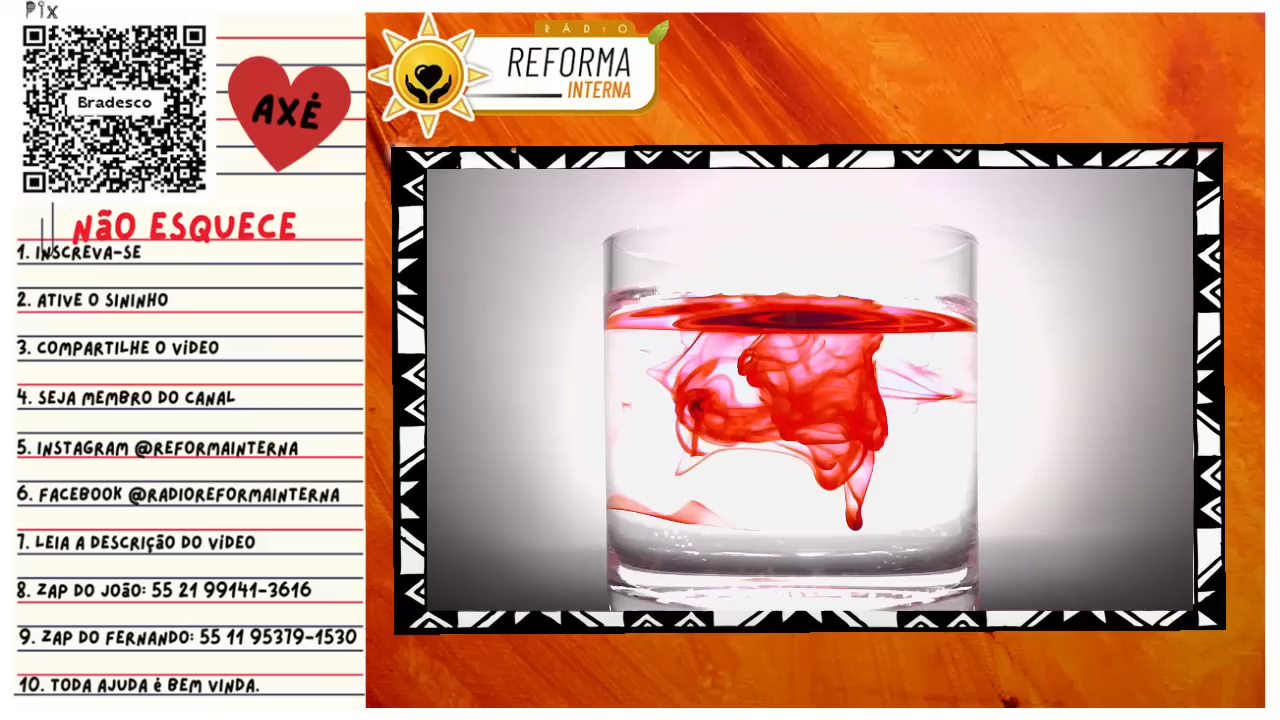 Pix
Bradesco
AXÉ
NÃO ESQUECE
1. INSCREVA-SE
2. ATIVE O SININHO
3. COMPARTILHE O VÍDEO
4. SEJA MEMBRO DO CANAL
5. INSTAGRAM @REFORMAINTERNA
6. FACEBOOK @RADIOREFORMAINTERNA
7. LEIA A DESCRIÇÃO DO VÍDEO
8. ZAP DO JOÃO: 55 21 99141-3616
9. ZAP DO FERNANDO: 55 11 95379-1530
10. TODA AJUDA É BEM VINDA.
RÁDIO
REFORMA
INTERNA